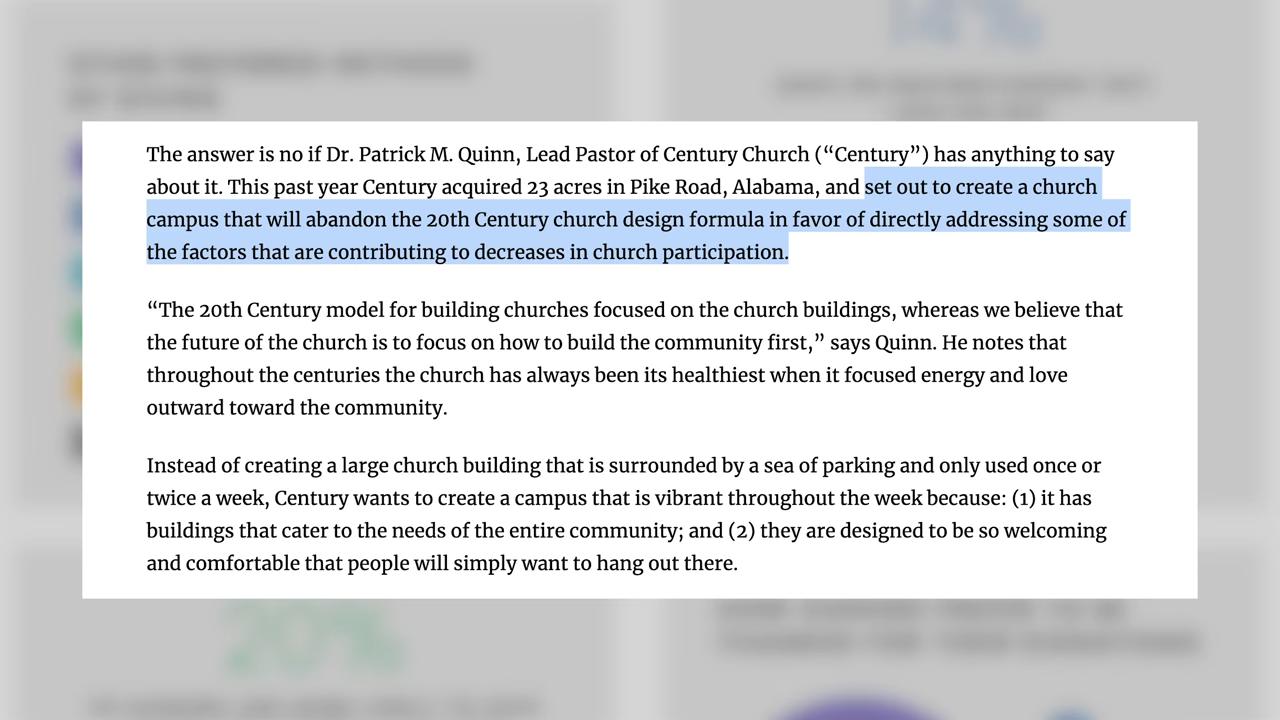 14%
The answer is no if Dr. Patrick M. Quinn, Lead Pastor of Century Church (“Century”) has anything to say
about it. This past year Century acquired 23 acres in Pike Road, Alabama, and set out to create a church
campus that will abandon the 20th Century church design formula in favor of directly addressing some of
the factors that are contributing to decreases in church participation.
“The 20th Century model for building churches focused on the church buildings, whereas we believe that
the future of the church is to focus on how to build the community first,” says Quinn. He notes that
throughout the centuries the church has always been its healthiest when it focused energy and love
outward toward the community.
Instead of creating a large church building that is surrounded by a sea of parking and only used once or
twice a week, Century wants to create a campus that is vibrant throughout the week because: (1) it has
buildings that cater to the needs of the entire community; and (2) they are designed to be so welcoming
and comfortable that people will simply want to hang out there.
20%